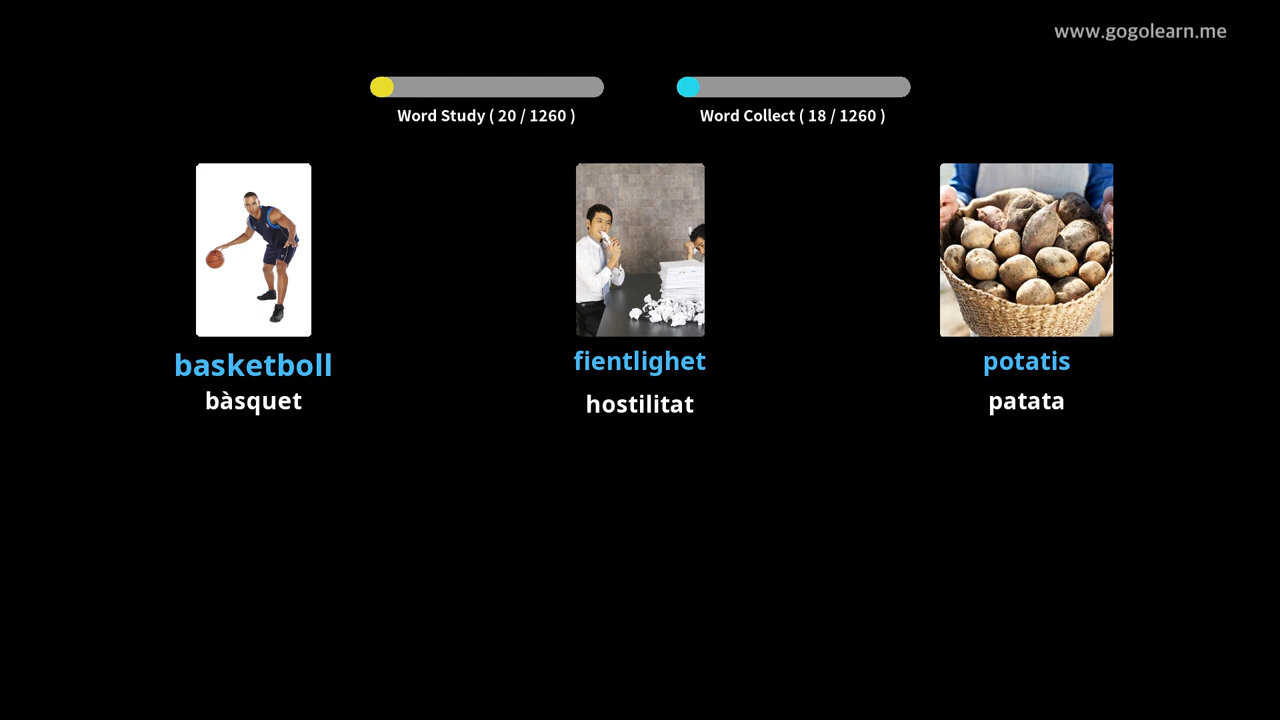 www.gogolearn.me
Word Study ( 20 / 1260 )
Word Collect ( 18 / 1260 )
basketboll
bàsquet
fientlighet
hostilitat
potatis
patata